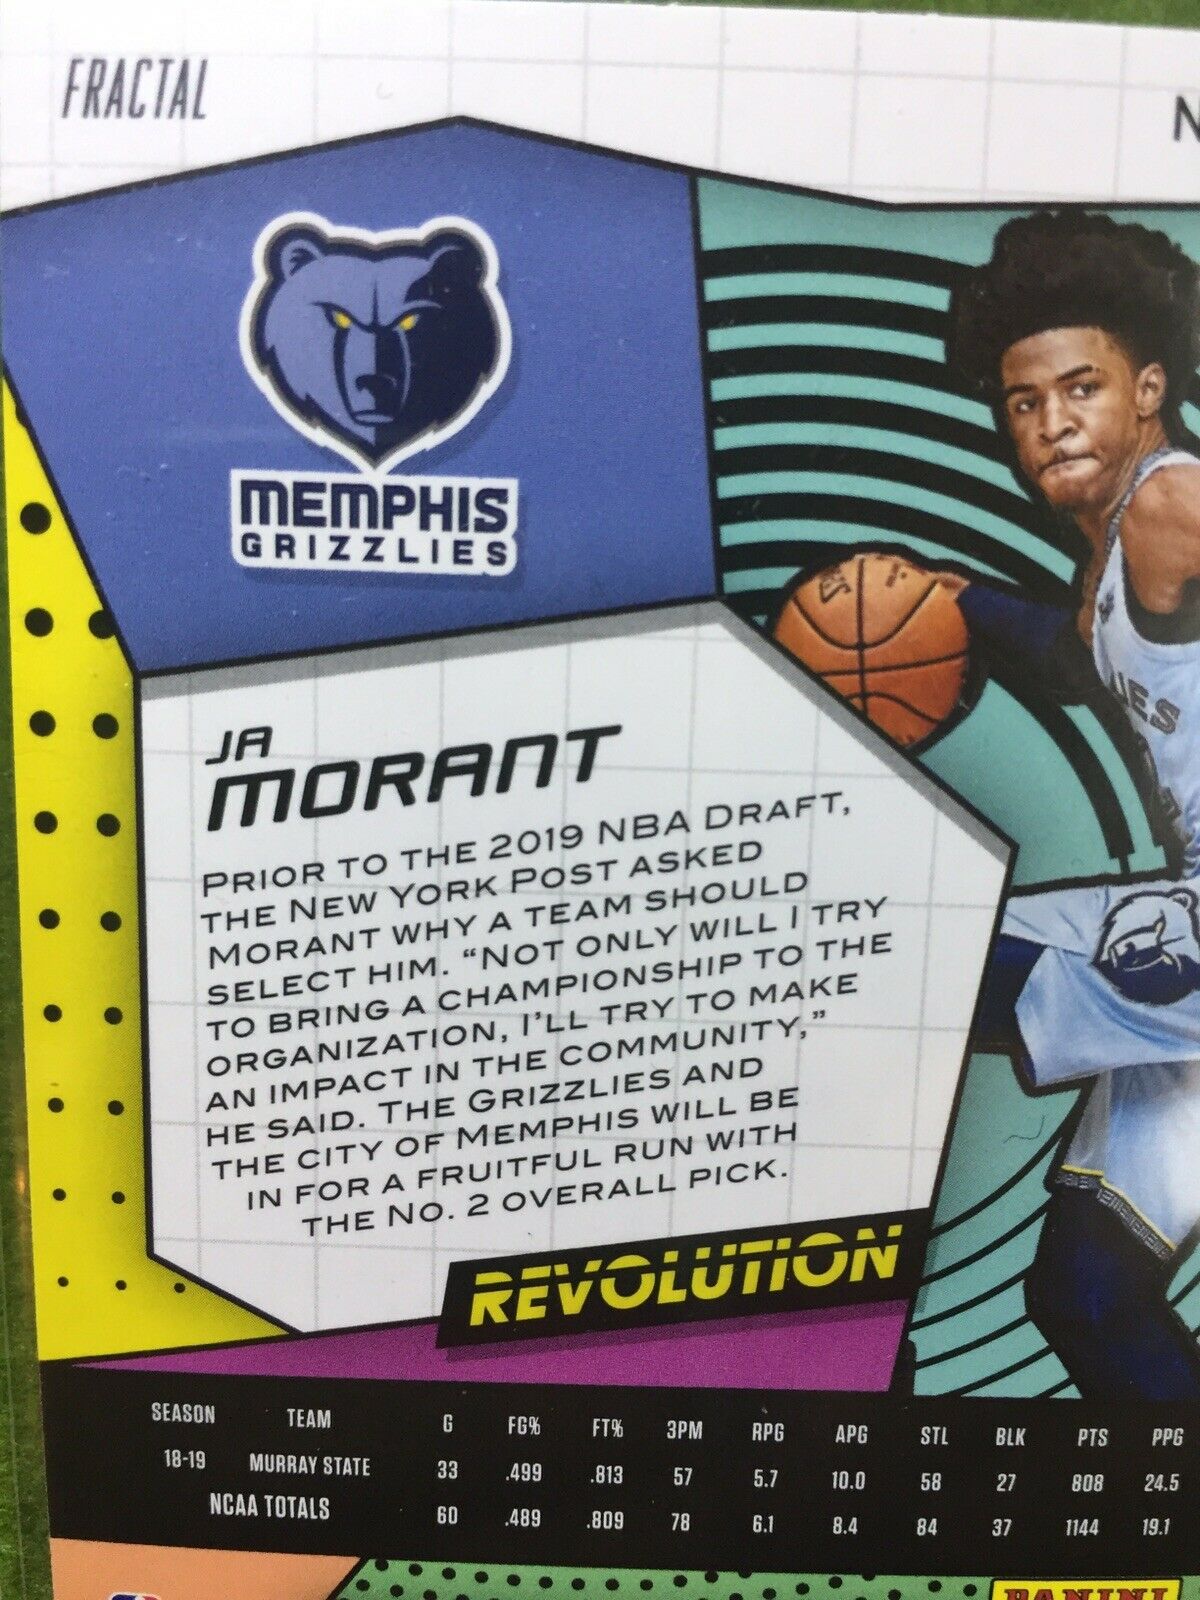 FRACTAL
N
MEMPHIS
GRIZZLIES
JA
MORANT
PRIOR TO THE 2019 NBA DRAFT,
THE NEW YORK POST ASKED
MORANT WHY A TEAM SHOULD
SELECT HIM. “NOT ONLY WILL I TRY
TO BRING A CHAMPIONSHIP TO THE
ORGANIZATION, I’LL TRY TO MAKE
AN IMPACT IN THE COMMUNITY,”
HE SAID. THE GRIZZLIES AND
THE CITY OF MEMPHIS WILL BE
IN FOR A FRUITFUL RUN WITH
THE NO. 2 OVERALL PICK.
REVOLUTION
SEASON TEAM G FG% FT% 3PM RPG APG STL BLK PTS PPG
18-19 MURRAY STATE 33 .499 .813 57 5.7 10.0 58 27 808 24.5
NCAA TOTALS 60 .489 .809 78 6.1 8.4 84 37 1144 19.1
PANINI